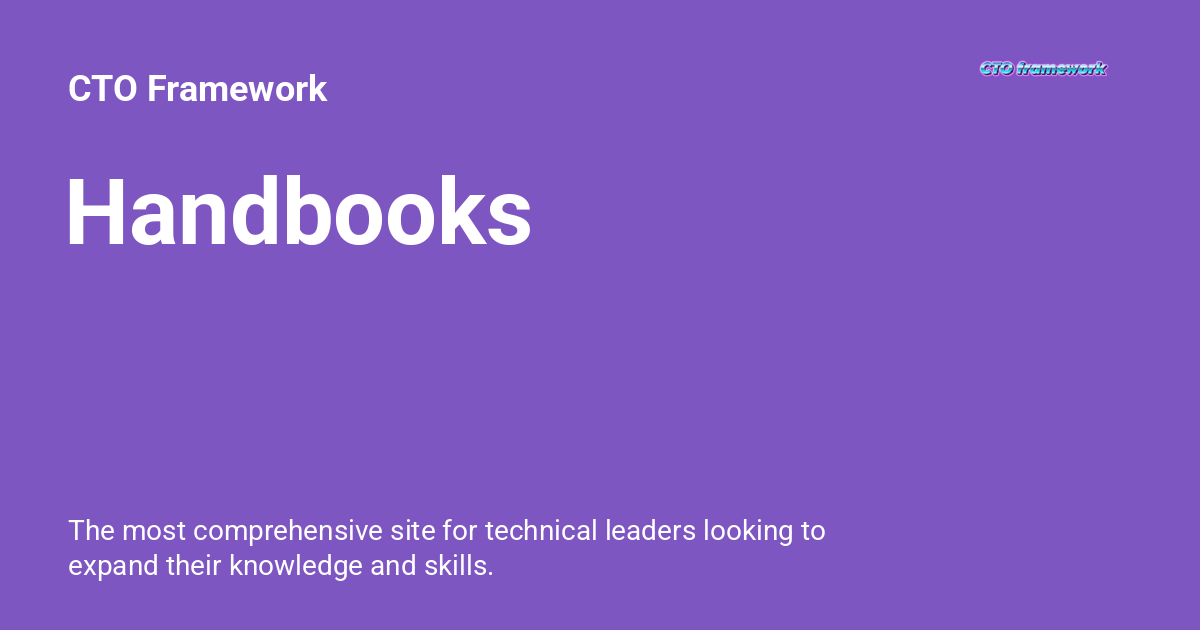 CTO Framework
CTO framework
Handbooks
The most comprehensive site for technical leaders looking to
expand their knowledge and skills.